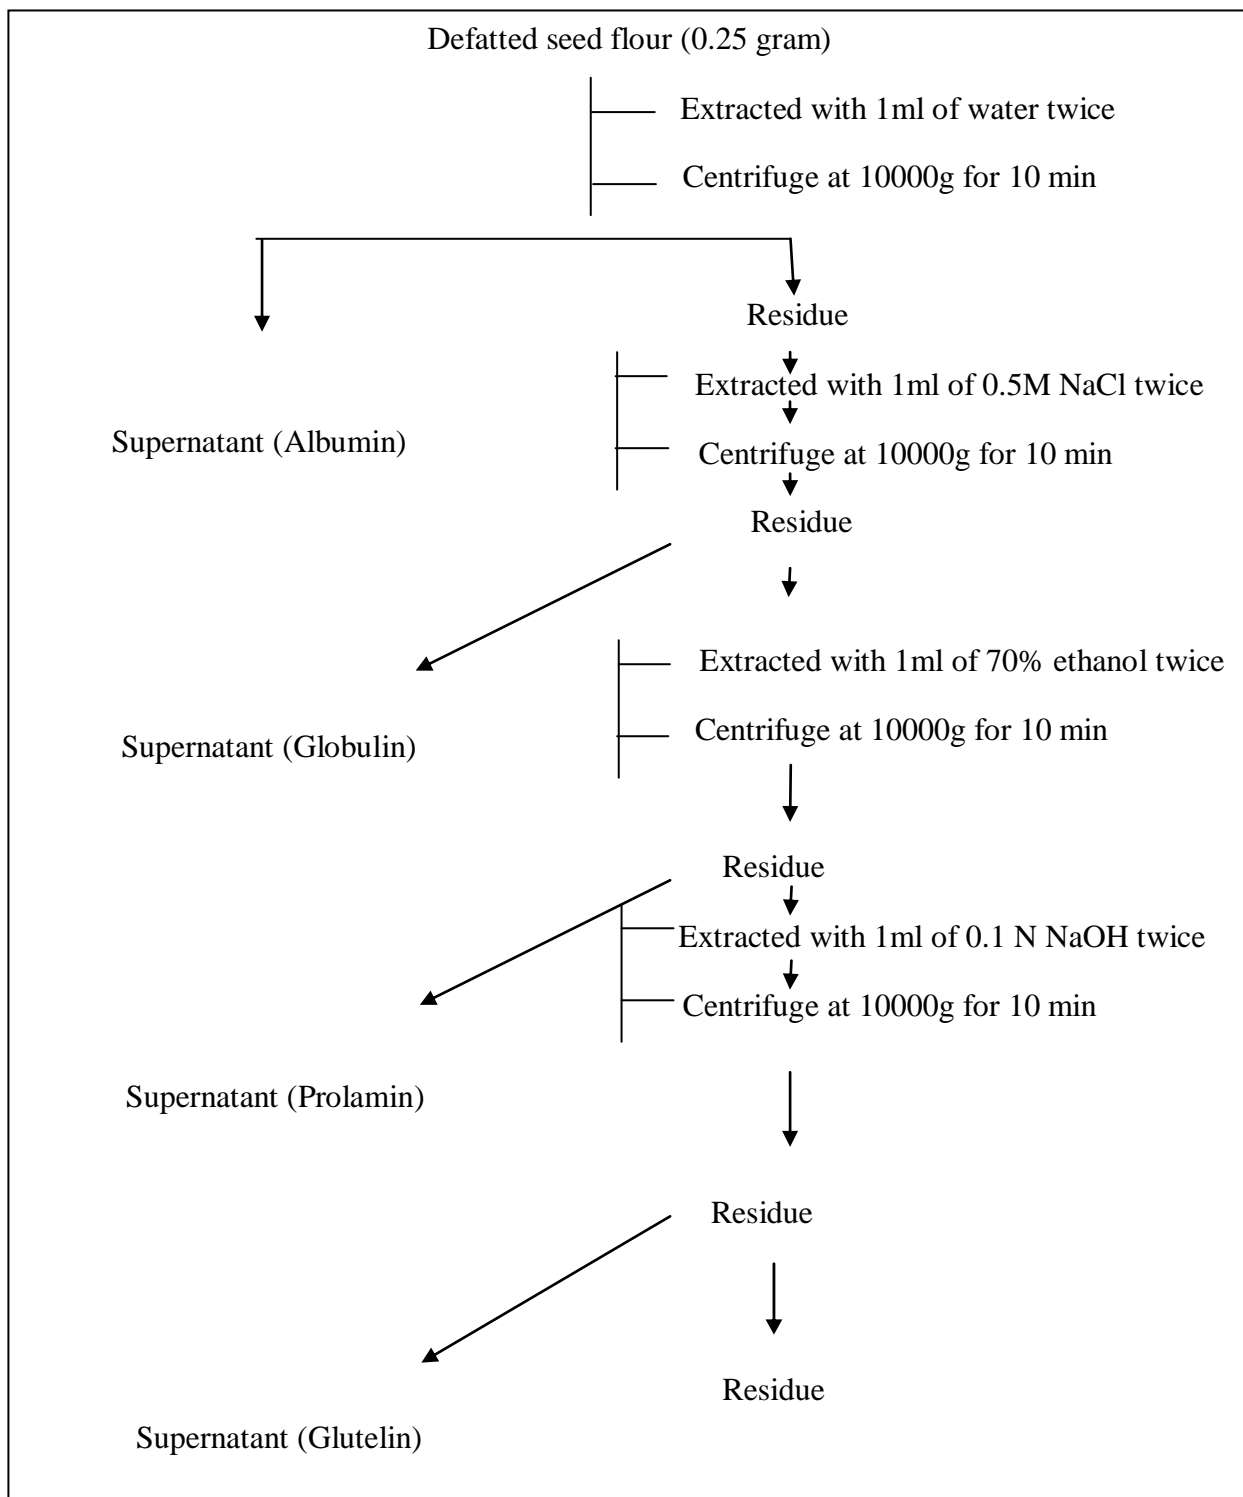 Defatted seed flour (0.25 gram)
Extracted with 1ml of water twice
Centrifuge at 10000g for 10 min
Residue
Extracted with 1ml of 0.5M NaCl twice
Supernatant (Albumin)
Centrifuge at 10000g for 10 min
Residue
Extracted with 1ml of 70% ethanol twice
Centrifuge at 10000g for 10 min
Supernatant (Globulin)
Residue
Extracted with 1ml of 0.1 N NaOH twice
Centrifuge at 10000g for 10 min
Supernatant (Prolamin)
Residue
Residue
Supernatant (Glutelin)